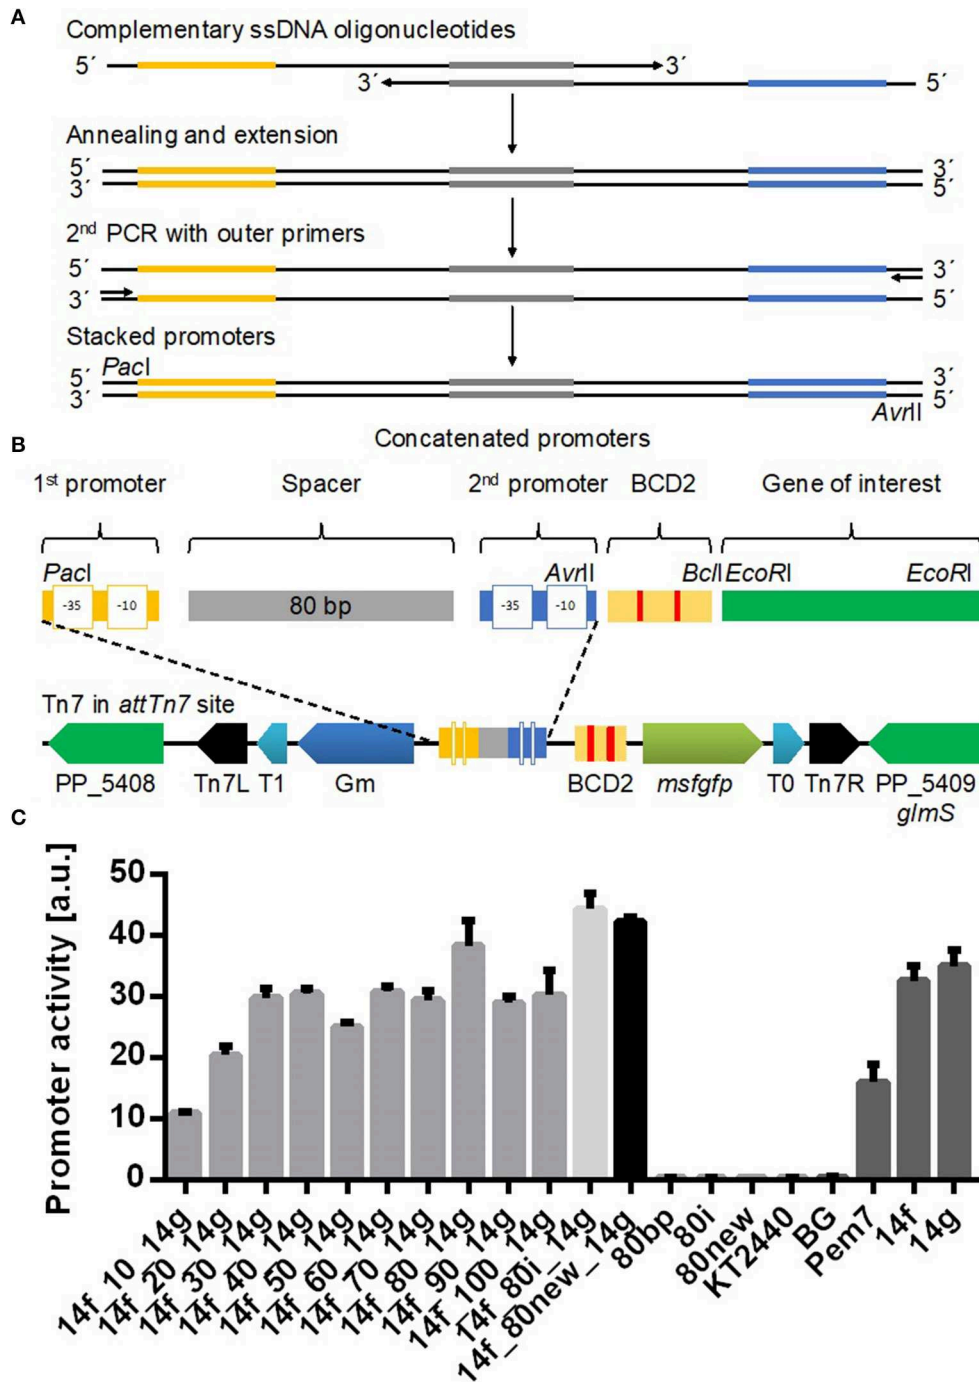 A
Complementary ssDNA oligonucleotides
5´ 3´
3´ 5´
Annealing and extension
5´ 3´
3´ 5´
2nd PCR with outer primers
5´ 3´
3´ 5´
Stacked promoters
PacI
5´ 3´
3´ 5´
AvrII
B
Concatenated promoters
1st promoter Spacer 2nd promoter BCD2 Gene of interest
PacI AvrII BclI EcoRI EcoRI
-35 -10 80 bp -35 -10
Tn7 in attTn7 site
PP_5408 Tn7L T1 Gm BCD2 msfgfp T0 Tn7R PP_5409
glmS
C
Promoter activity [a.u.]
50
40
30
20
10
0
14f_10_14g
14f_20_14g
14f_30_14g
14f_40_14g
14f_50_14g
14f_60_14g
14f_70_14g
14f_80_14g
14f_90_14g
14f_100_14g
14f_80i_14g
14f_80new_14g
80bp
80i
80new
KT2440
BG
Pem7
14f
14g